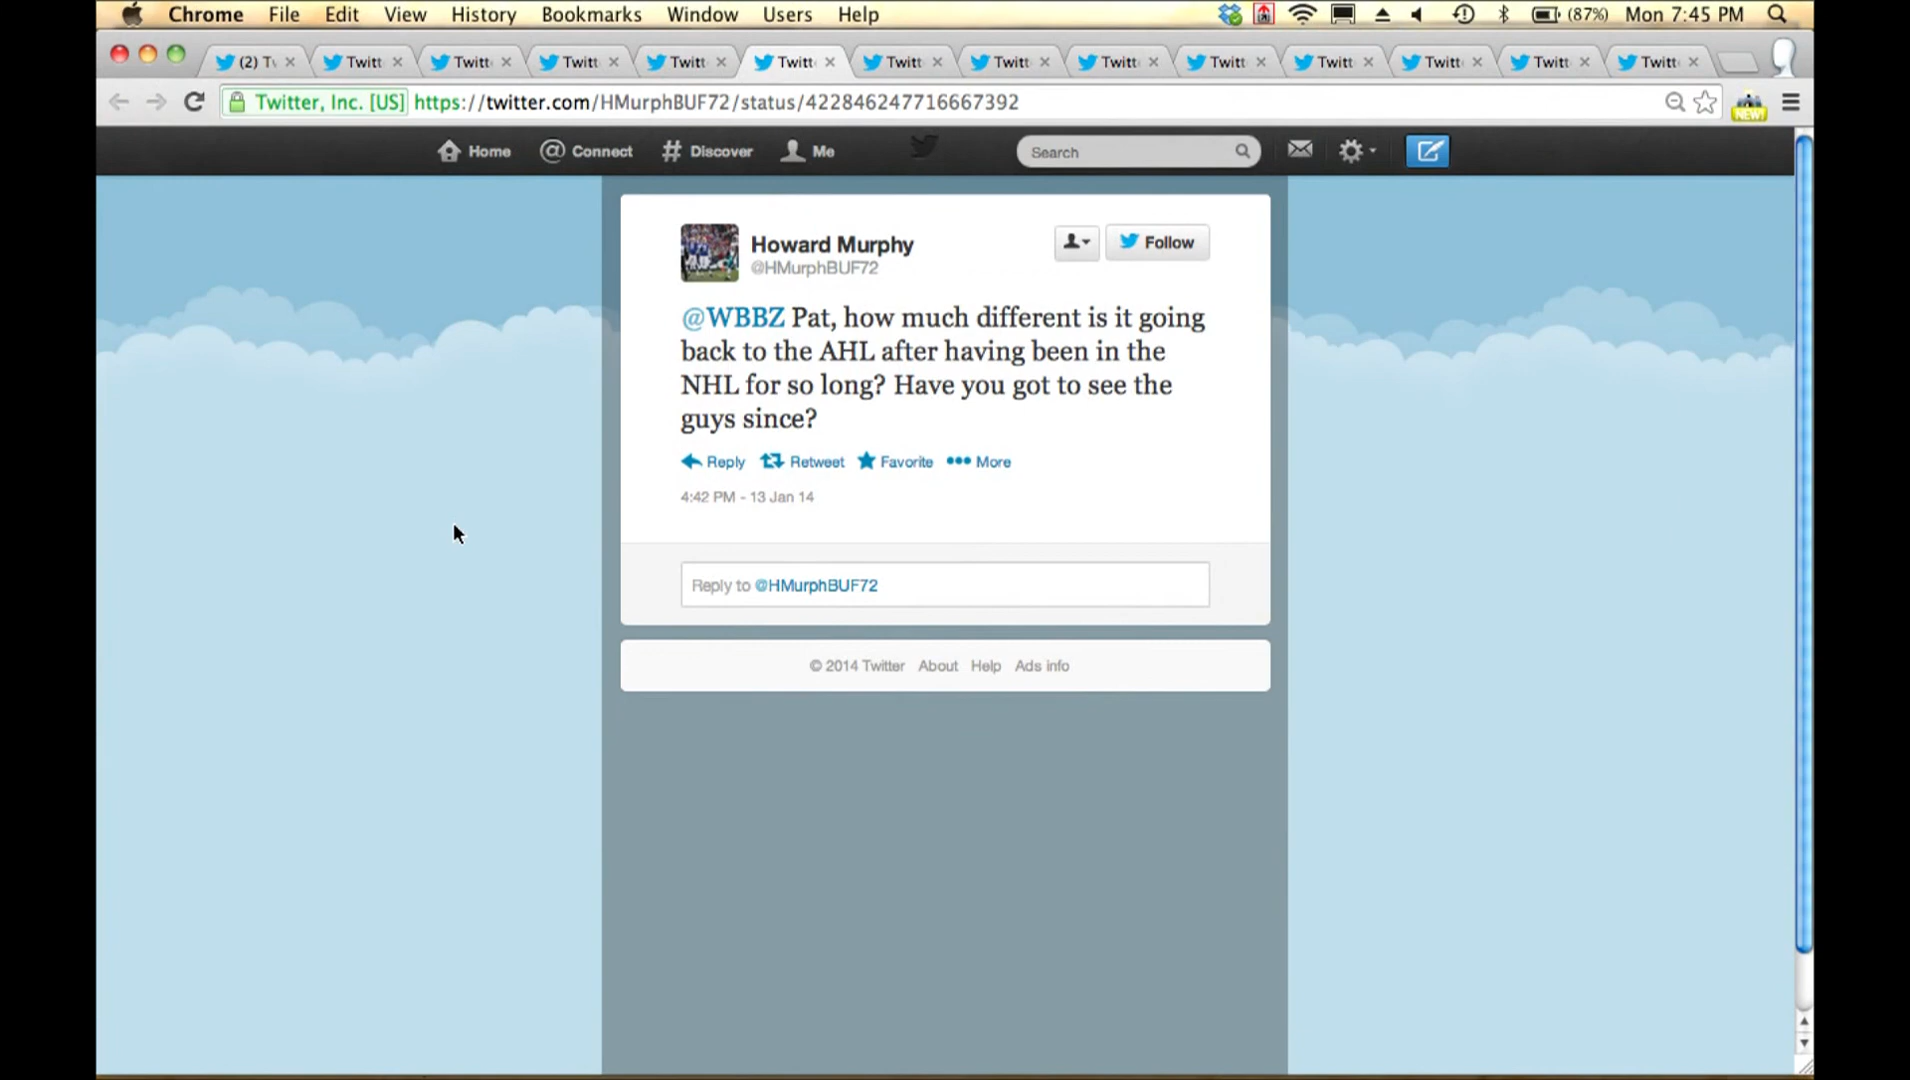 Chrome File Edit View History Bookmarks Window Users Help (87%) Mon 7:45 PM
(2) Tw Twitt Twitt Twitt Twitt Twitt Twitt Twitt Twitt Twitt Twitt Twitt Twitt Twitt
Twitter, Inc. [US] https://twitter.com/HMurphBUF72/status/422846247716667392
NEW!
Home @ Connect # Discover Me Search
Howard Murphy Follow
@HMurphBUF72
@WBBZ Pat, how much different is it going
back to the AHL after having been in the
NHL for so long? Have you got to see the
guys since?
Reply Retweet Favorite More
4:42 PM - 13 Jan 14
Reply to @HMurphBUF72
© 2014 Twitter About Help Ads info